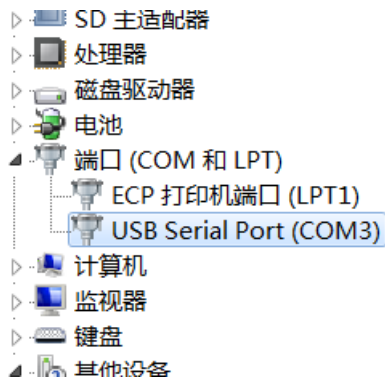 SD 主适配器
处理器
磁盘驱动器
电池
端口 (COM 和 LPT)
ECP 打印机端口 (LPT1)
USB Serial Port (COM3)
计算机
监视器
键盘
其他设备